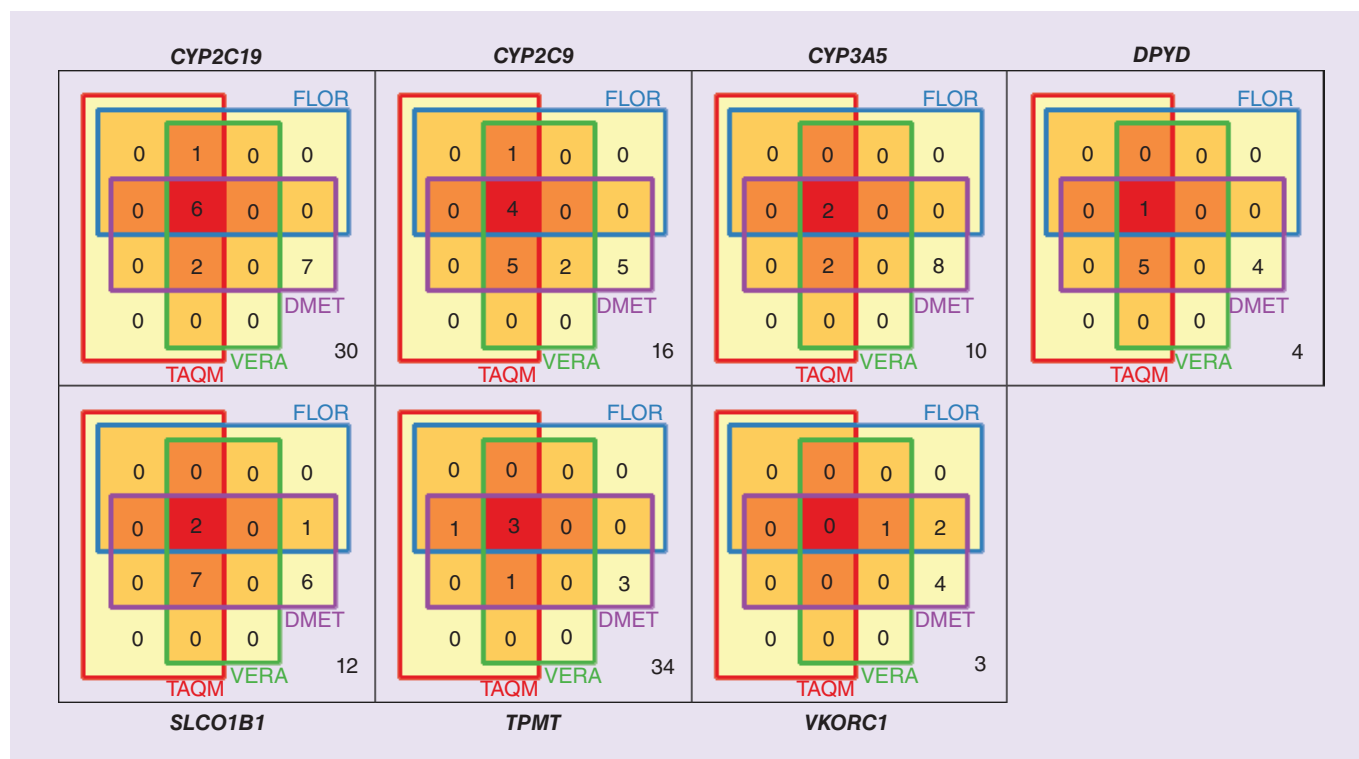 CYP2C19 CYP2C9 CYP3A5 DPYD
FLOR FLOR FLOR FLOR
0 1 0 0 0 1 0 0 0 0 0 0 0 0 0 0
0 6 0 0 0 4 0 0 0 2 0 0 0 1 0 0
0 2 0 7 0 5 2 5 0 2 0 8 0 5 0 4
DMET DMET DMET DMET
0 0 0 0 0 0 0 0 0 0 0 0
30 16 10 4
VERA VERA VERA VERA
TAQM TAQM TAQM TAQM
FLOR FLOR FLOR
0 0 0 0 0 0 0 0 0 0 0 0
0 2 0 1 1 3 0 0 0 0 1 2
0 7 0 6 0 1 0 3 0 0 0 4
DMET DMET DMET
0 0 0 0 0 0 0 0 0
12 34 3
VERA VERA VERA
TAQM TAQM TAQM
SLCO1B1 TPMT VKORC1